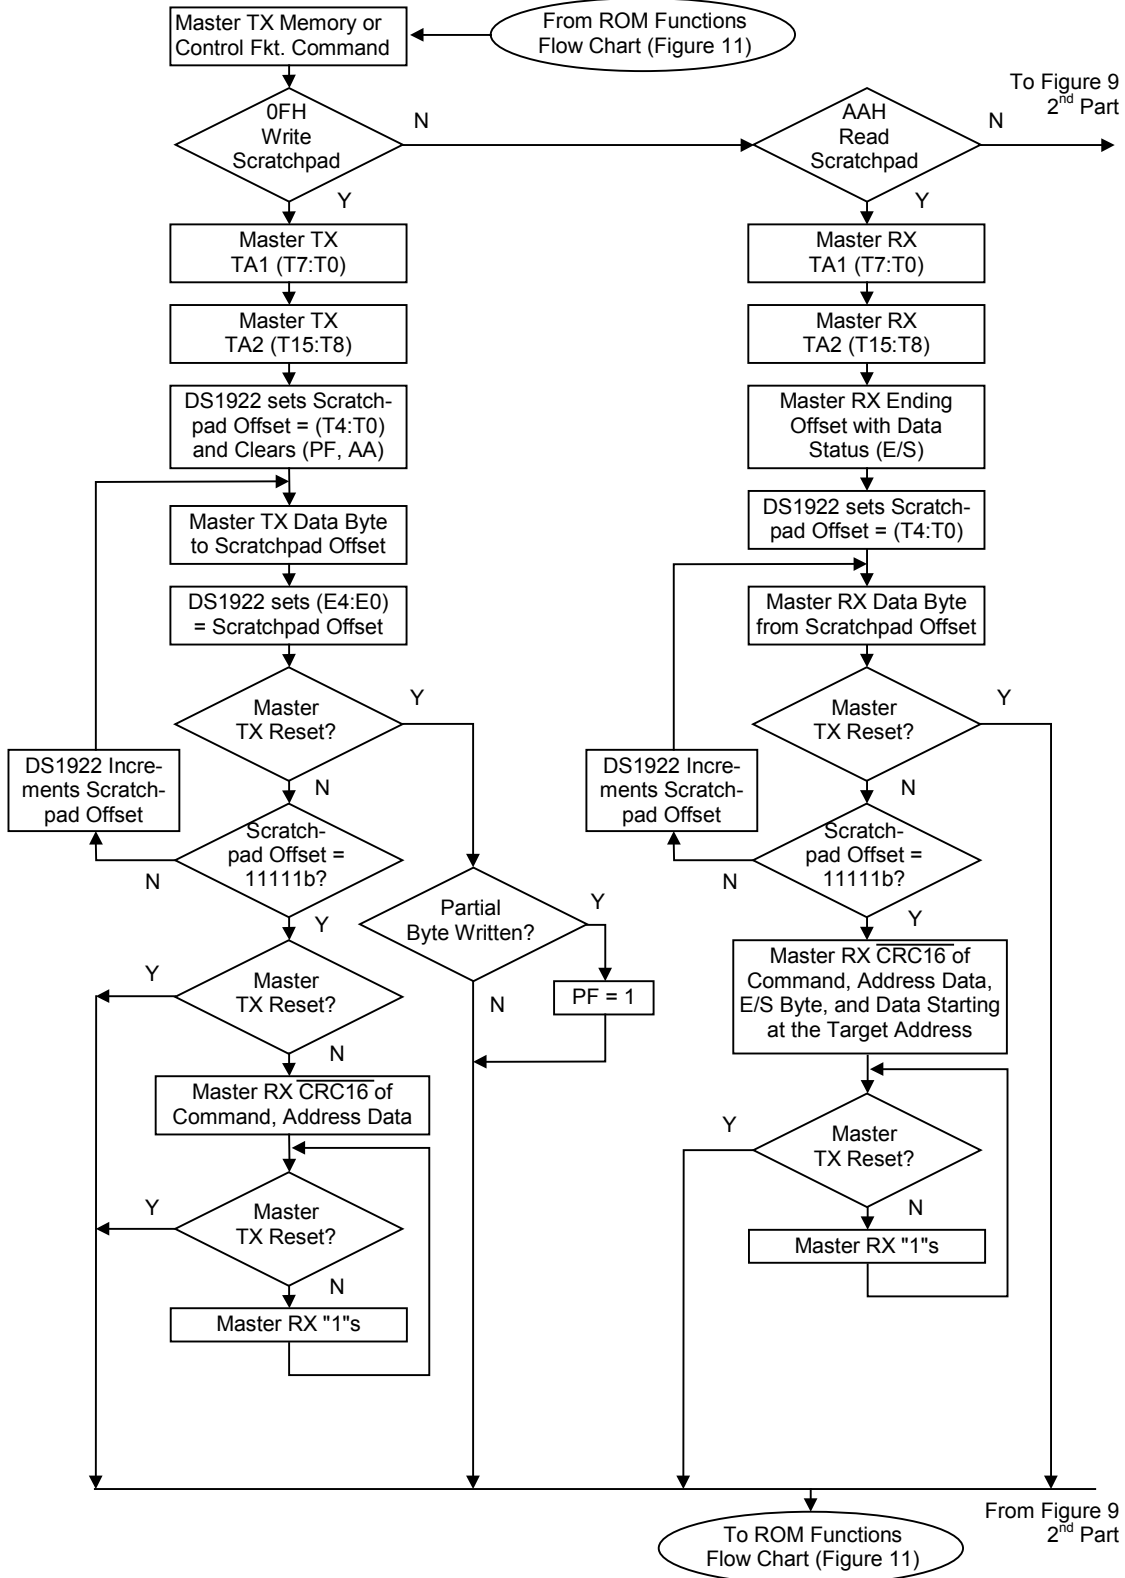 Master TX Memory or
Control Fkt. Command
From ROM Functions
Flow Chart (Figure 11)
To Figure 9
2nd Part
0FH
Write
Scratchpad
N
Y
AAH
Read
Scratchpad
N
Y
Master TX
TA1 (T7:T0)
Master TX
TA2 (T15:T8)
DS1922 sets Scratch-
pad Offset = (T4:T0)
and Clears (PF, AA)
Master TX Data Byte
to Scratchpad Offset
DS1922 sets (E4:E0)
= Scratchpad Offset
Master
TX Reset?
Y
N
DS1922 Incre-
ments Scratch-
pad Offset
Scratch-
pad Offset =
11111b?
N
Y
Partial
Byte Written?
Y
N
PF = 1
Master
TX Reset?
Y
N
Master RX CRC16 of
Command, Address Data
Master
TX Reset?
Y
N
Master RX "1"s
Master RX
TA1 (T7:T0)
Master RX
TA2 (T15:T8)
Master RX Ending
Offset with Data
Status (E/S)
DS1922 sets Scratch-
pad Offset = (T4:T0)
Master RX Data Byte
from Scratchpad Offset
Master
TX Reset?
Y
N
DS1922 Incre-
ments Scratch-
pad Offset
Scratch-
pad Offset =
11111b?
N
Y
Master RX CRC16 of
Command, Address Data,
E/S Byte, and Data Starting
at the Target Address
Master
TX Reset?
Y
N
Master RX "1"s
From Figure 9
2nd Part
To ROM Functions
Flow Chart (Figure 11)